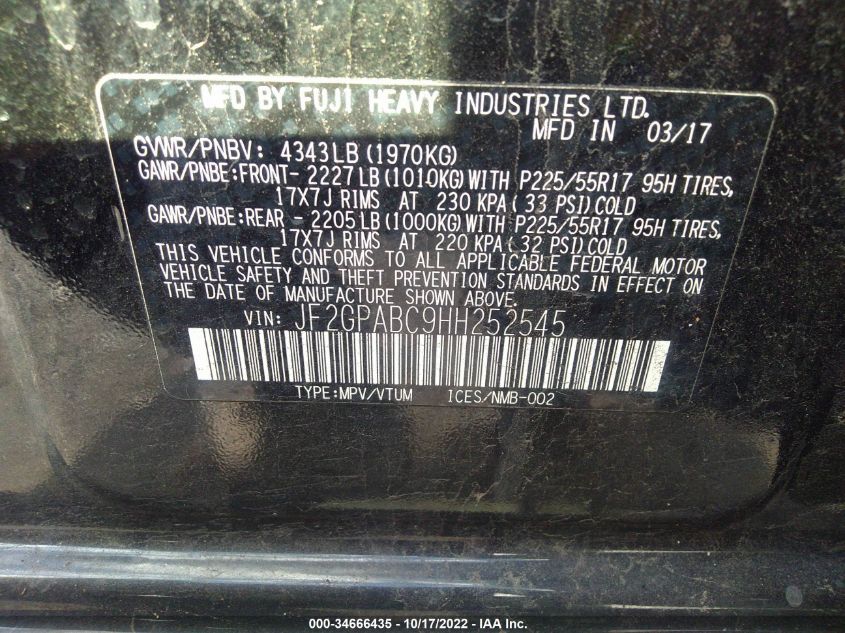 MFD BY FUJI HEAVY INDUSTRIES LTD.
MFD IN 03/17
GVWR/PNBV: 4343LB (1970KG)
GAWR/PNBE:FRONT- 2227LB (1010KG) WITH P225/55R17 95H TIRES,
17X7J RIMS AT 230 KPA (33 PSI) COLD
GAWR/PNBE:REAR - 2205LB (1000KG) WITH P225/55R17 95H TIRES,
17X7J RIMS AT 220 KPA (32 PSI) COLD
THIS VEHICLE CONFORMS TO ALL APPLICABLE FEDERAL MOTOR
VEHICLE SAFETY AND THEFT PREVENTION STANDARDS IN EFFECT ON
THE DATE OF MANUFACTURE SHOWN ABOVE.
VIN: JF2GPABC9HH252545
TYPE:MPV/VTUM ICES/NMB-002
000-34666435 - 10/17/2022 - IAA Inc.